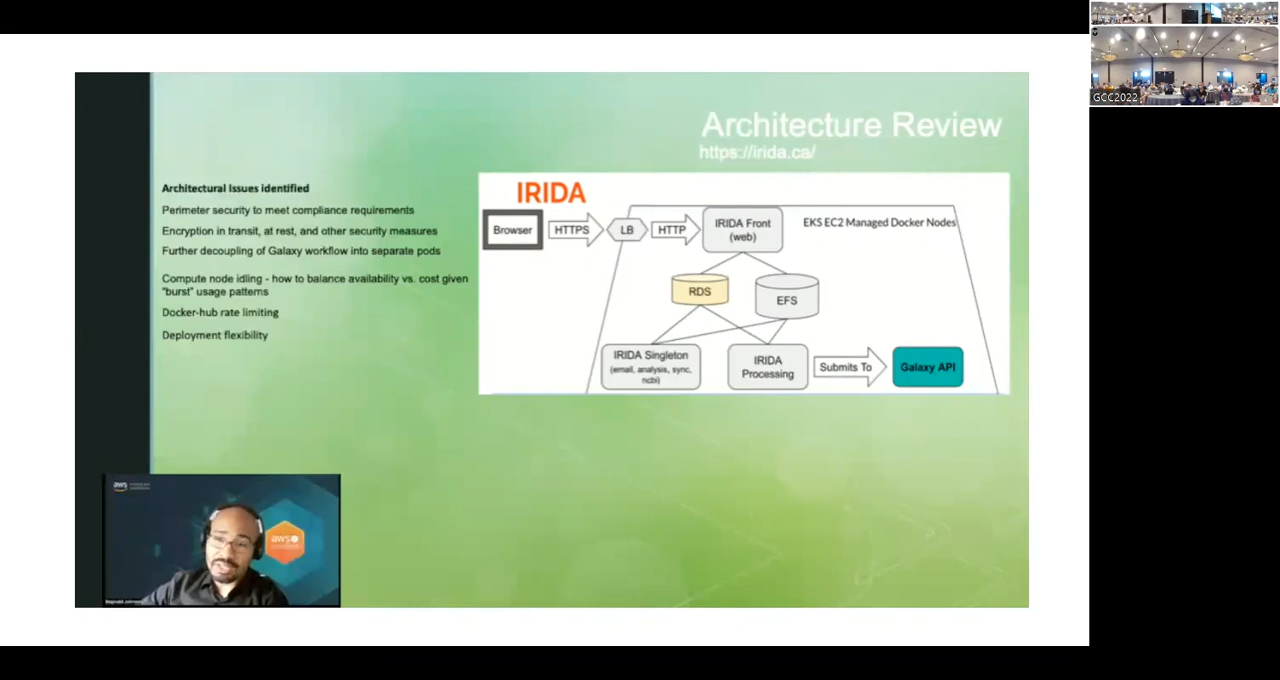 Architecture Review
https://irida.ca/
Architectural Issues identified
Perimeter security to meet compliance requirements
Encryption in transit, at rest, and other security measures
Further decoupling of Galaxy workflow into separate pods
Compute node idling - how to balance availability vs. cost given
"burst" usage patterns
Docker-hub rate limiting
Deployment flexibility
IRIDA
Browser
HTTPS
LB
HTTP
IRIDA Front
(web)
EKS EC2 Managed Docker Nodes
RDS
EFS
IRIDA Singleton
(email, analysis, sync,
ncbi)
IRIDA
Processing
Submits To
Galaxy API
aws
aws
GCC2022